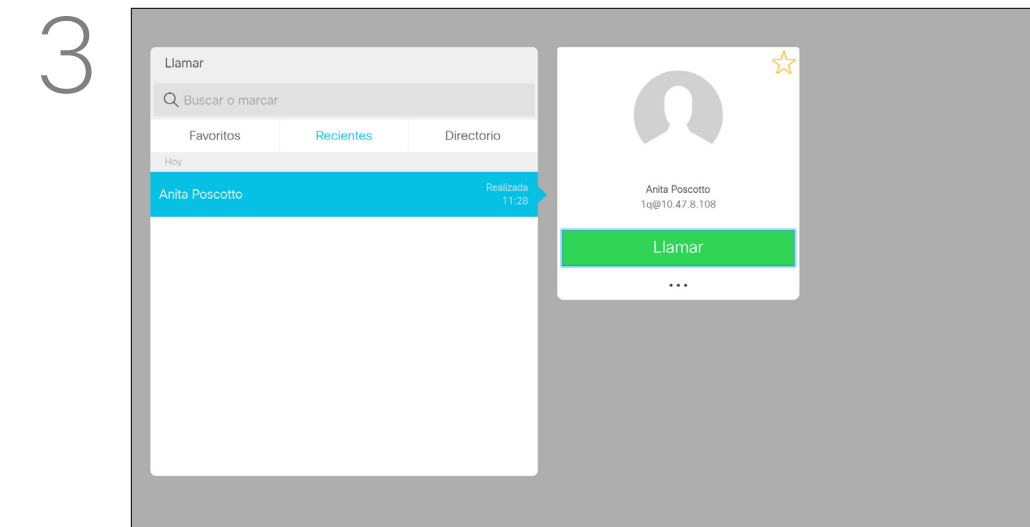 3
Llamar
Buscar o marcar
Favoritos Recientes Directorio
Hoy
Anita Poscotto Realizada
11:28
Anita Poscotto
1q@10.47.8.108
Llamar
...